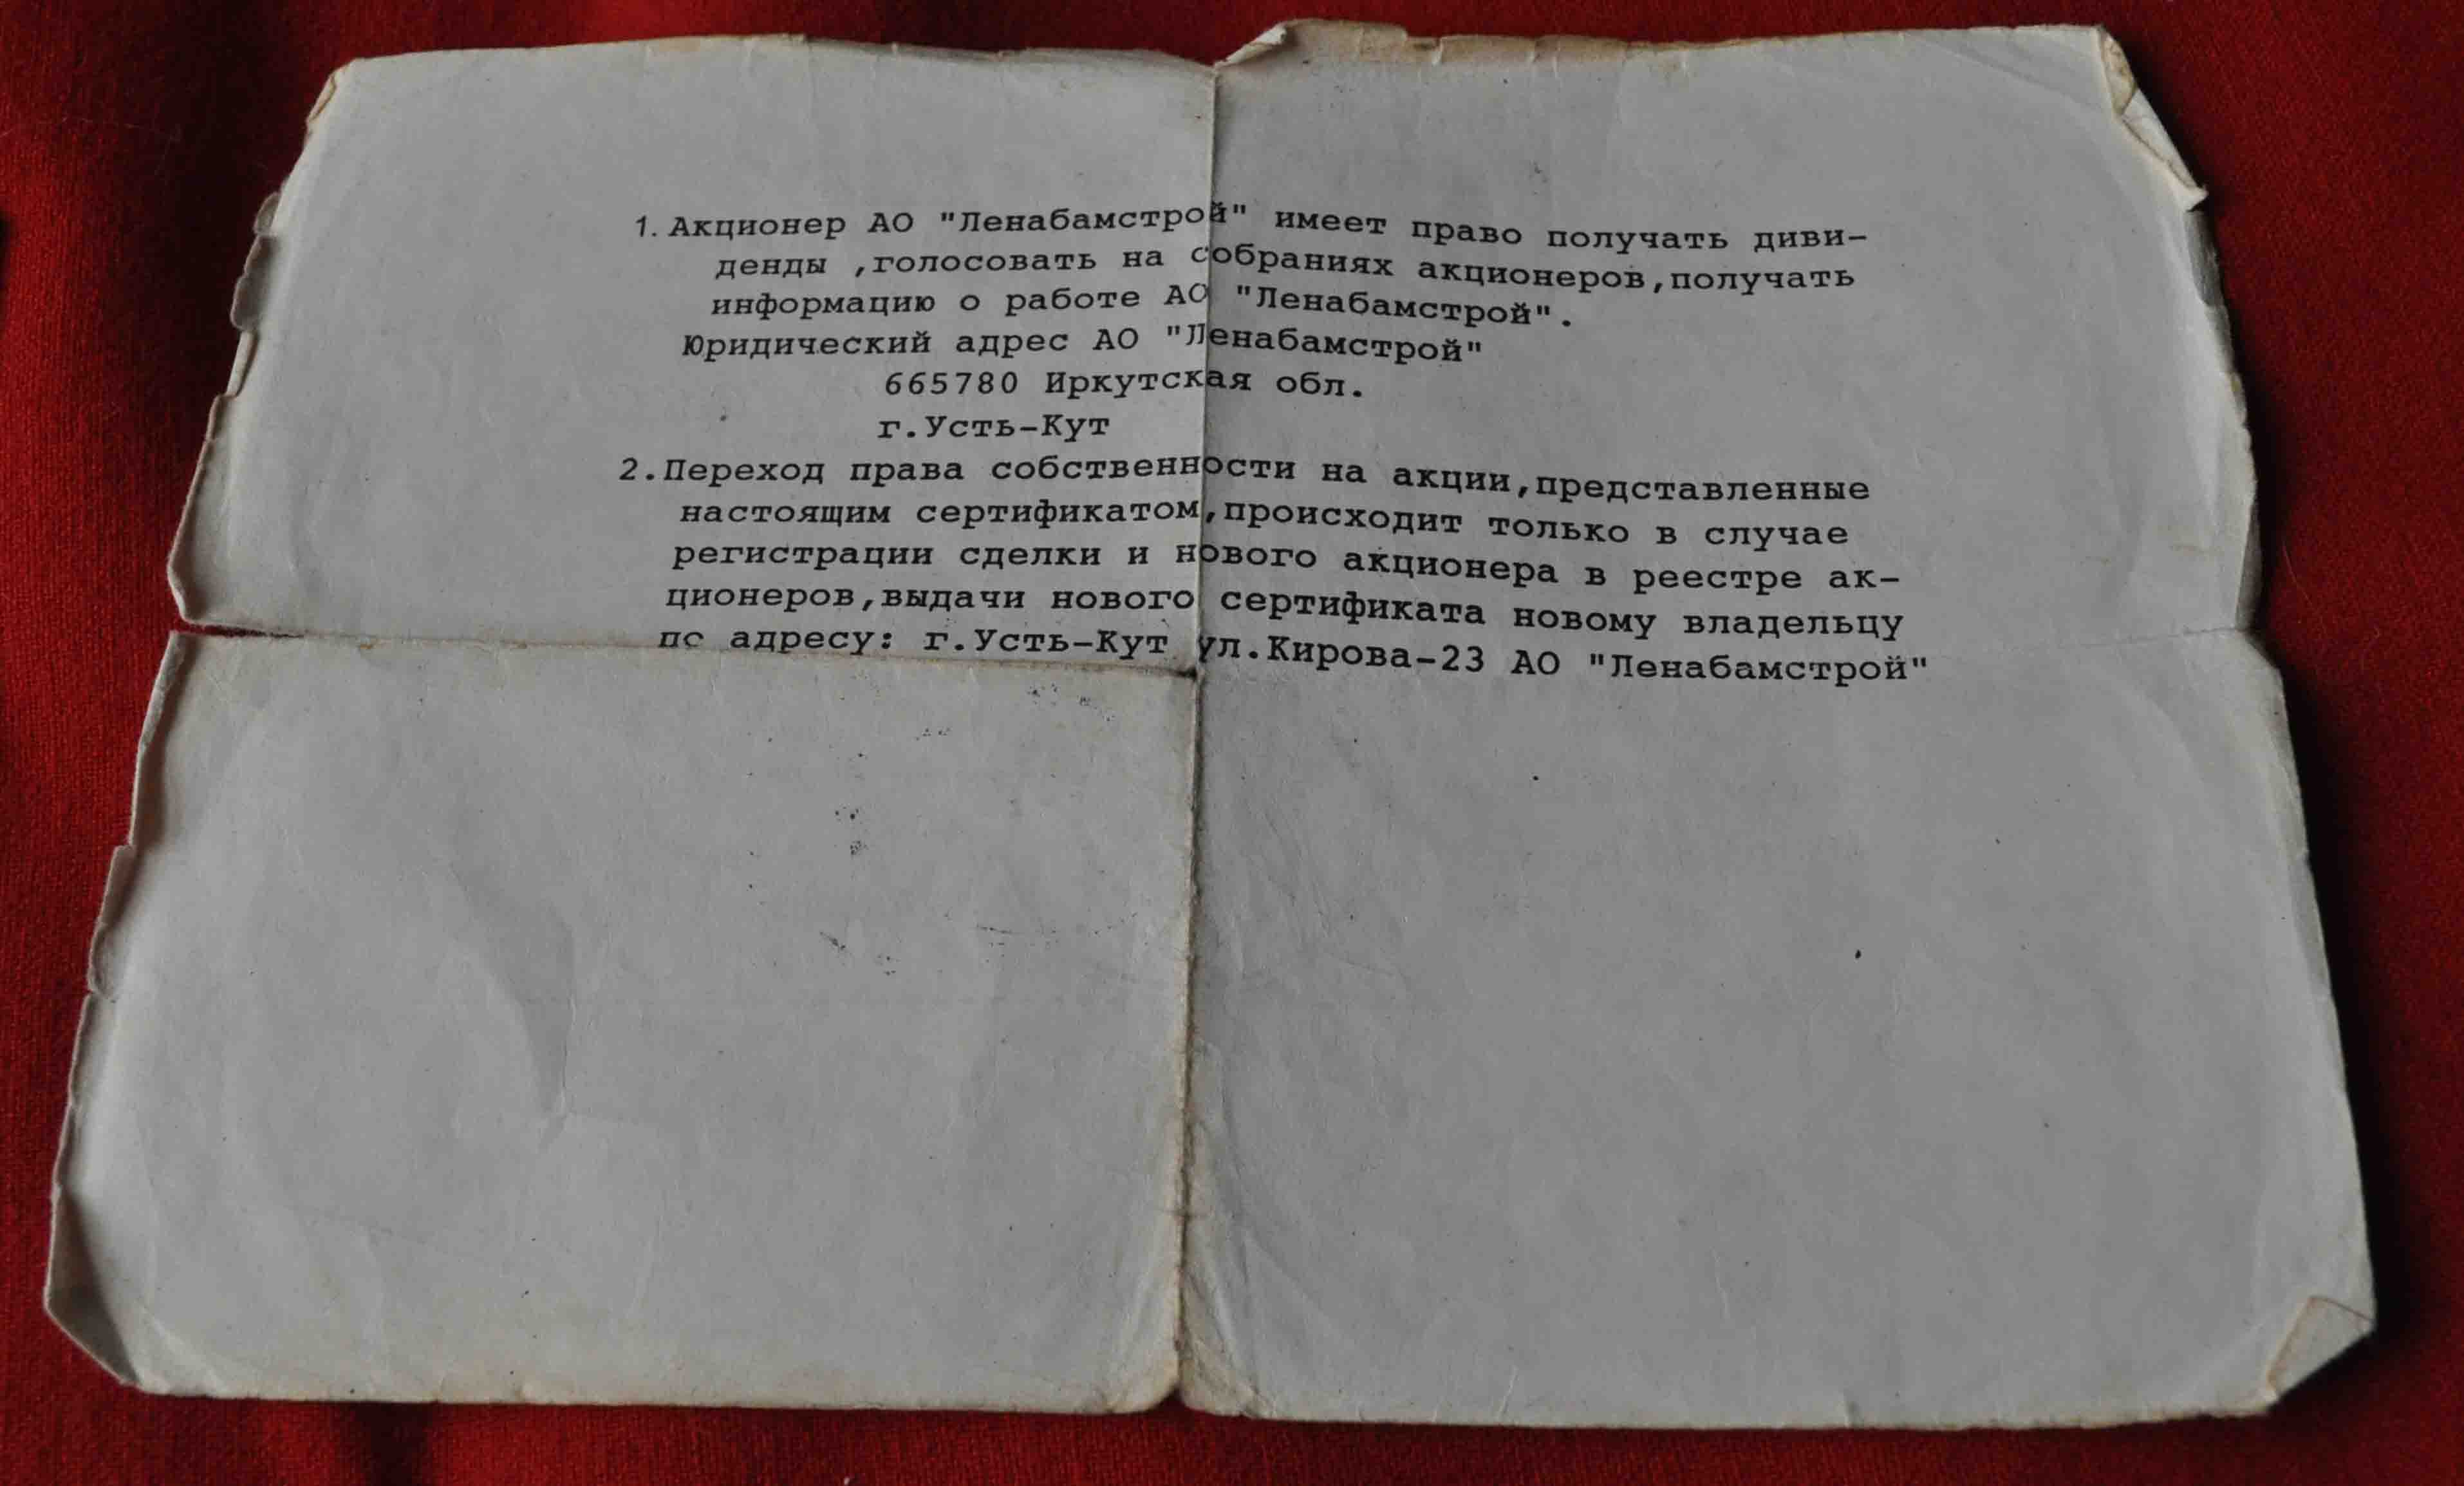 1. Акционер АО "Ленабамстрой" имеет право получать диви-
денды ,голосовать на собраниях акционеров,получать
информацию о работе АО "Ленабамстрой".
Юридический адрес АО "Ленабамстрой"
665780 Иркутская обл.
г.Усть-Кут
2.Переход права собственности на акции,представленные
настоящим сертификатом,происходит только в случае
регистрации сделки и нового акционера в реестре ак-
ционеров,выдачи нового сертификата новому владельцу
по адресу: г.Усть-Кут ул.Кирова-23 АО "Ленабамстрой"